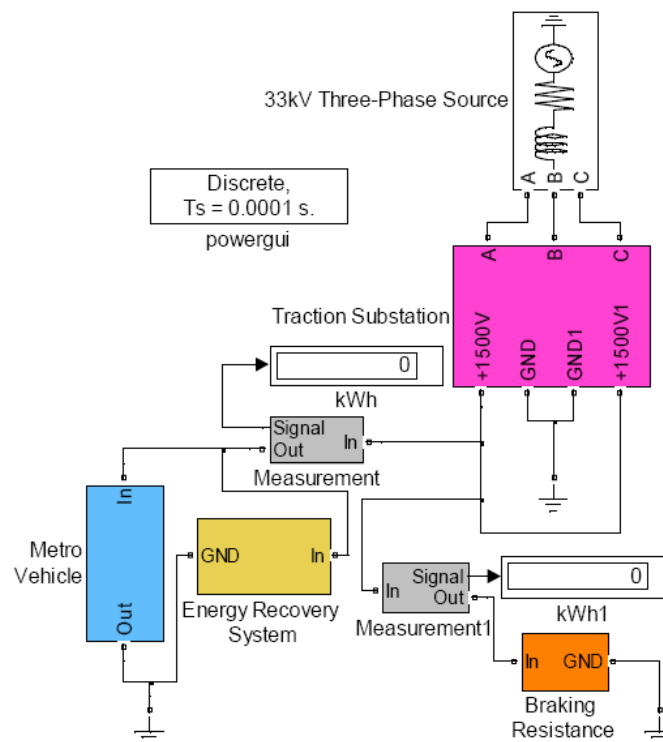 33kV Three-Phase Source
A
B
C
Discrete,
Ts = 0.0001 s.
powergui
A
B
C
Traction Substation
+1500V
GND
GND1
+1500V1
0
kWh
Signal
Out
In
Measurement
In
Metro
Vehicle
Out
GND
In
Energy Recovery
System
In
Signal
Out
Measurement1
0
kWh1
In
GND
Braking
Resistance